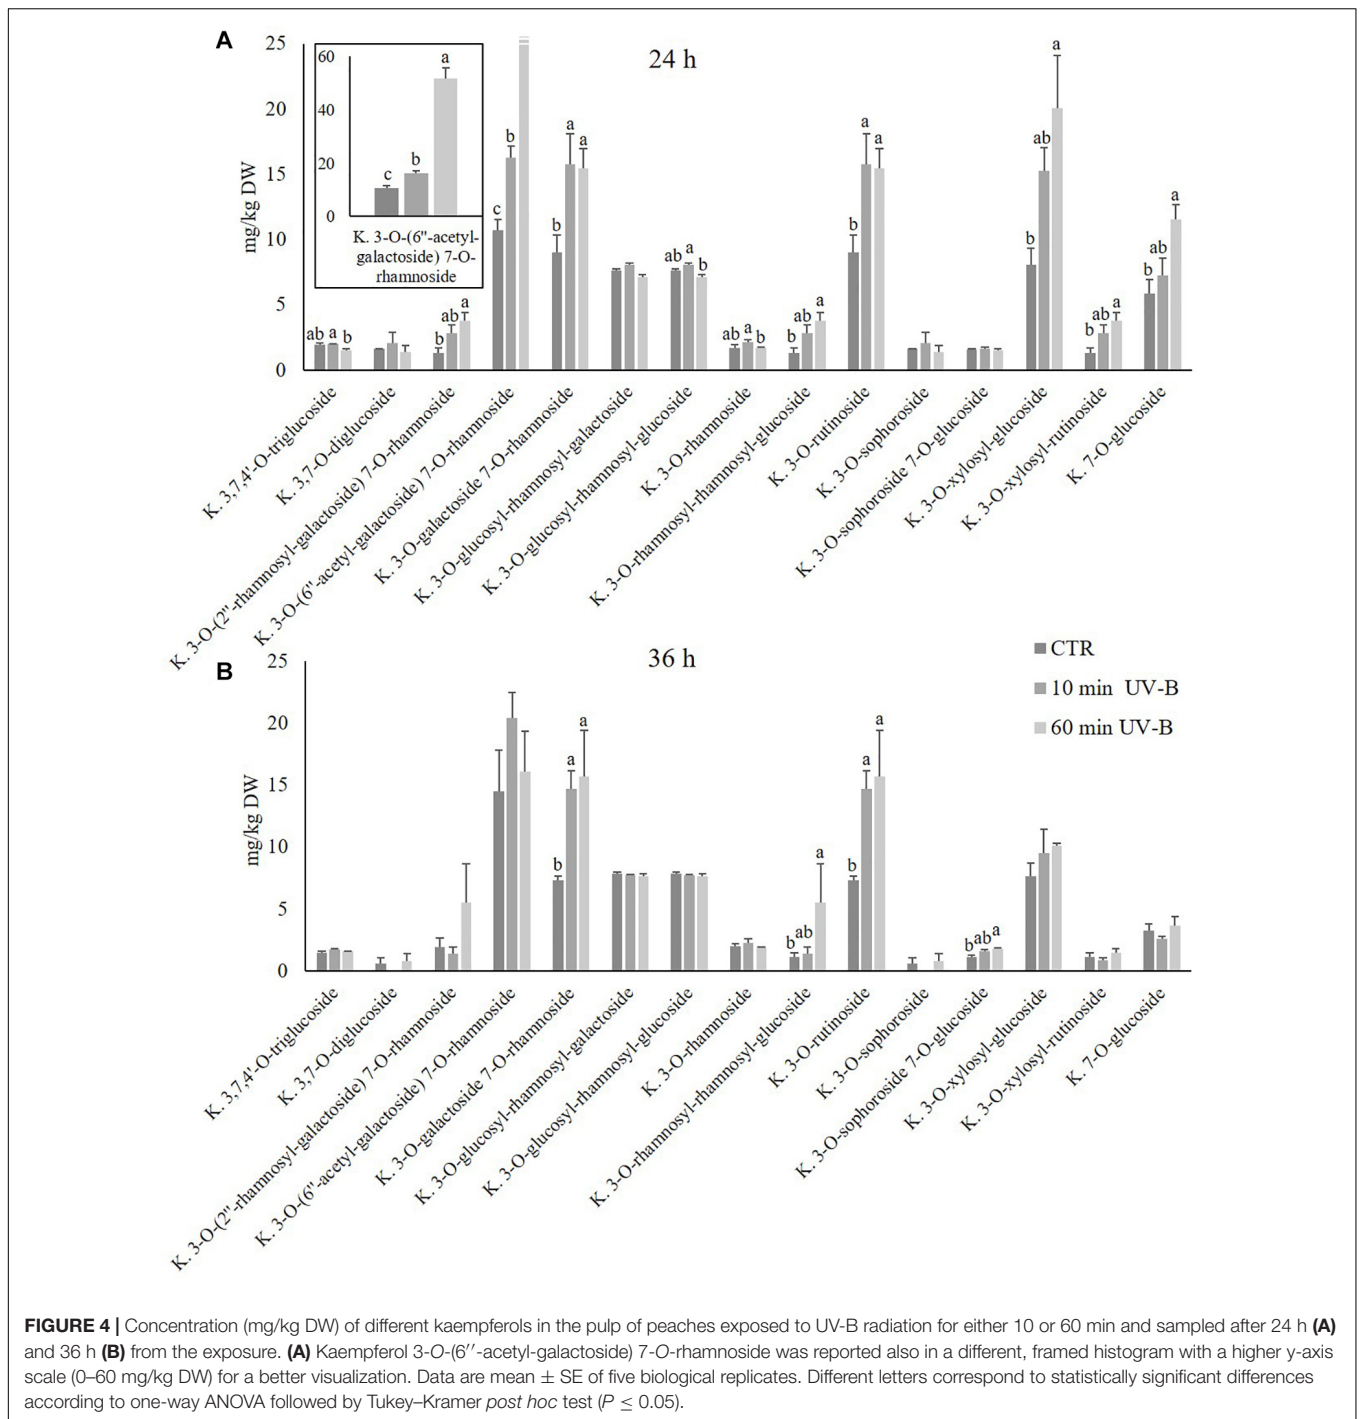 A
24 h
25
20
15
10
5
0
mg/kg DW
60
40
20
0
c
b
a
K. 3-O-(6"-acetyl-
galactoside) 7-O-
rhamnoside
ab a b
b ab a
c b
b a a
ab a b
ab a b
b ab a
b a a
b ab a
b ab a
b ab a
K. 3,7,4'-O-triglucoside
K. 3,7-O-diglucoside
K. 3-O-(2"-rhamnosyl-galactoside) 7-O-rhamnoside
K. 3-O-(6"-acetyl-galactoside) 7-O-rhamnoside
K. 3-O-galactoside 7-O-rhamnoside
K. 3-O-glucosyl-rhamnosyl-galactoside
K. 3-O-glucosyl-rhamnosyl-glucoside
K. 3-O-rhamnoside
K. 3-O-rhamnosyl-rhamnosyl-glucoside
K. 3-O-rutinoside
K. 3-O-sophoroside
K. 3-O-sophoroside 7-O-glucoside
K. 3-O-xylosyl-glucoside
K. 3-O-xylosyl-rutinoside
K. 7-O-glucoside
B
36 h
CTR
10 min UV-B
60 min UV-B
25
20
15
10
5
0
mg/kg DW
b a a
b ab a
b a a
b ab a
K. 3,7,4'-O-triglucoside
K. 3,7-O-diglucoside
K. 3-O-(2"-rhamnosyl-galactoside) 7-O-rhamnoside
K. 3-O-(6"-acetyl-galactoside) 7-O-rhamnoside
K. 3-O-galactoside 7-O-rhamnoside
K. 3-O-glucosyl-rhamnosyl-galactoside
K. 3-O-glucosyl-rhamnosyl-glucoside
K. 3-O-rhamnoside
K. 3-O-rhamnosyl-rhamnosyl-glucoside
K. 3-O-rutinoside
K. 3-O-sophoroside
K. 3-O-sophoroside 7-O-glucoside
K. 3-O-xylosyl-glucoside
K. 3-O-xylosyl-rutinoside
K. 7-O-glucoside
FIGURE 4 | Concentration (mg/kg DW) of different kaempferols in the pulp of peaches exposed to UV-B radiation for either 10 or 60 min and sampled after 24 h (A)
and 36 h (B) from the exposure. (A) Kaempferol 3-O-(6′′-acetyl-galactoside) 7-O-rhamnoside was reported also in a different, framed histogram with a higher y-axis
scale (0–60 mg/kg DW) for a better visualization. Data are mean ± SE of five biological replicates. Different letters correspond to statistically significant differences
according to one-way ANOVA followed by Tukey–Kramer post hoc test (P ≤ 0.05).